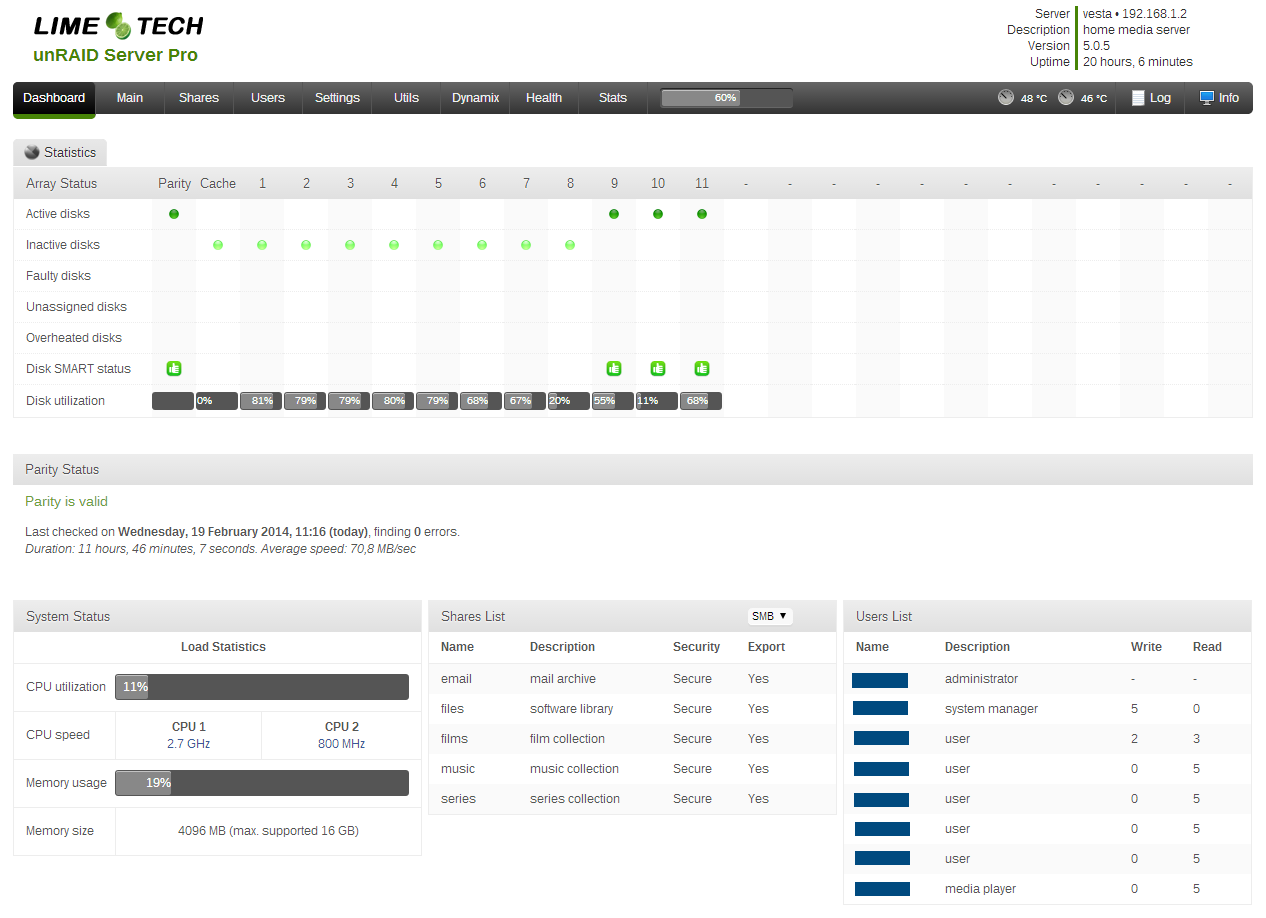 LIME TECH
unRAID Server Pro
Server vesta • 192.168.1.2
Description home media server
Version 5.0.5
Uptime 20 hours, 6 minutes
Dashboard Main Shares Users Settings Utils Dynamix Health Stats 60% 48 °C 46 °C Log Info
Statistics
Array Status Parity Cache 1 2 3 4 5 6 7 8 9 10 11 - - - - - - - - - - - -
Active disks
Inactive disks
Faulty disks
Unassigned disks
Overheated disks
Disk SMART status
Disk utilization 0% 81% 79% 79% 80% 79% 68% 67% 20% 55% 11% 68%
Parity Status
Parity is valid
Last checked on Wednesday, 19 February 2014, 11:16 (today), finding 0 errors.
Duration: 11 hours, 46 minutes, 7 seconds. Average speed: 70,8 MB/sec
System Status
Load Statistics
CPU utilization 11%
CPU speed
CPU 1 CPU 2
2.7 GHz 800 MHz
Memory usage 19%
Memory size 4096 MB (max. supported 16 GB)
Shares List SMB ▼
Name Description Security Export
email mail archive Secure Yes
files software library Secure Yes
films film collection Secure Yes
music music collection Secure Yes
series series collection Secure Yes
Users List
Name Description Write Read
administrator - -
system manager 5 0
user 2 3
user 0 5
user 0 5
user 0 5
user 0 5
media player 0 5